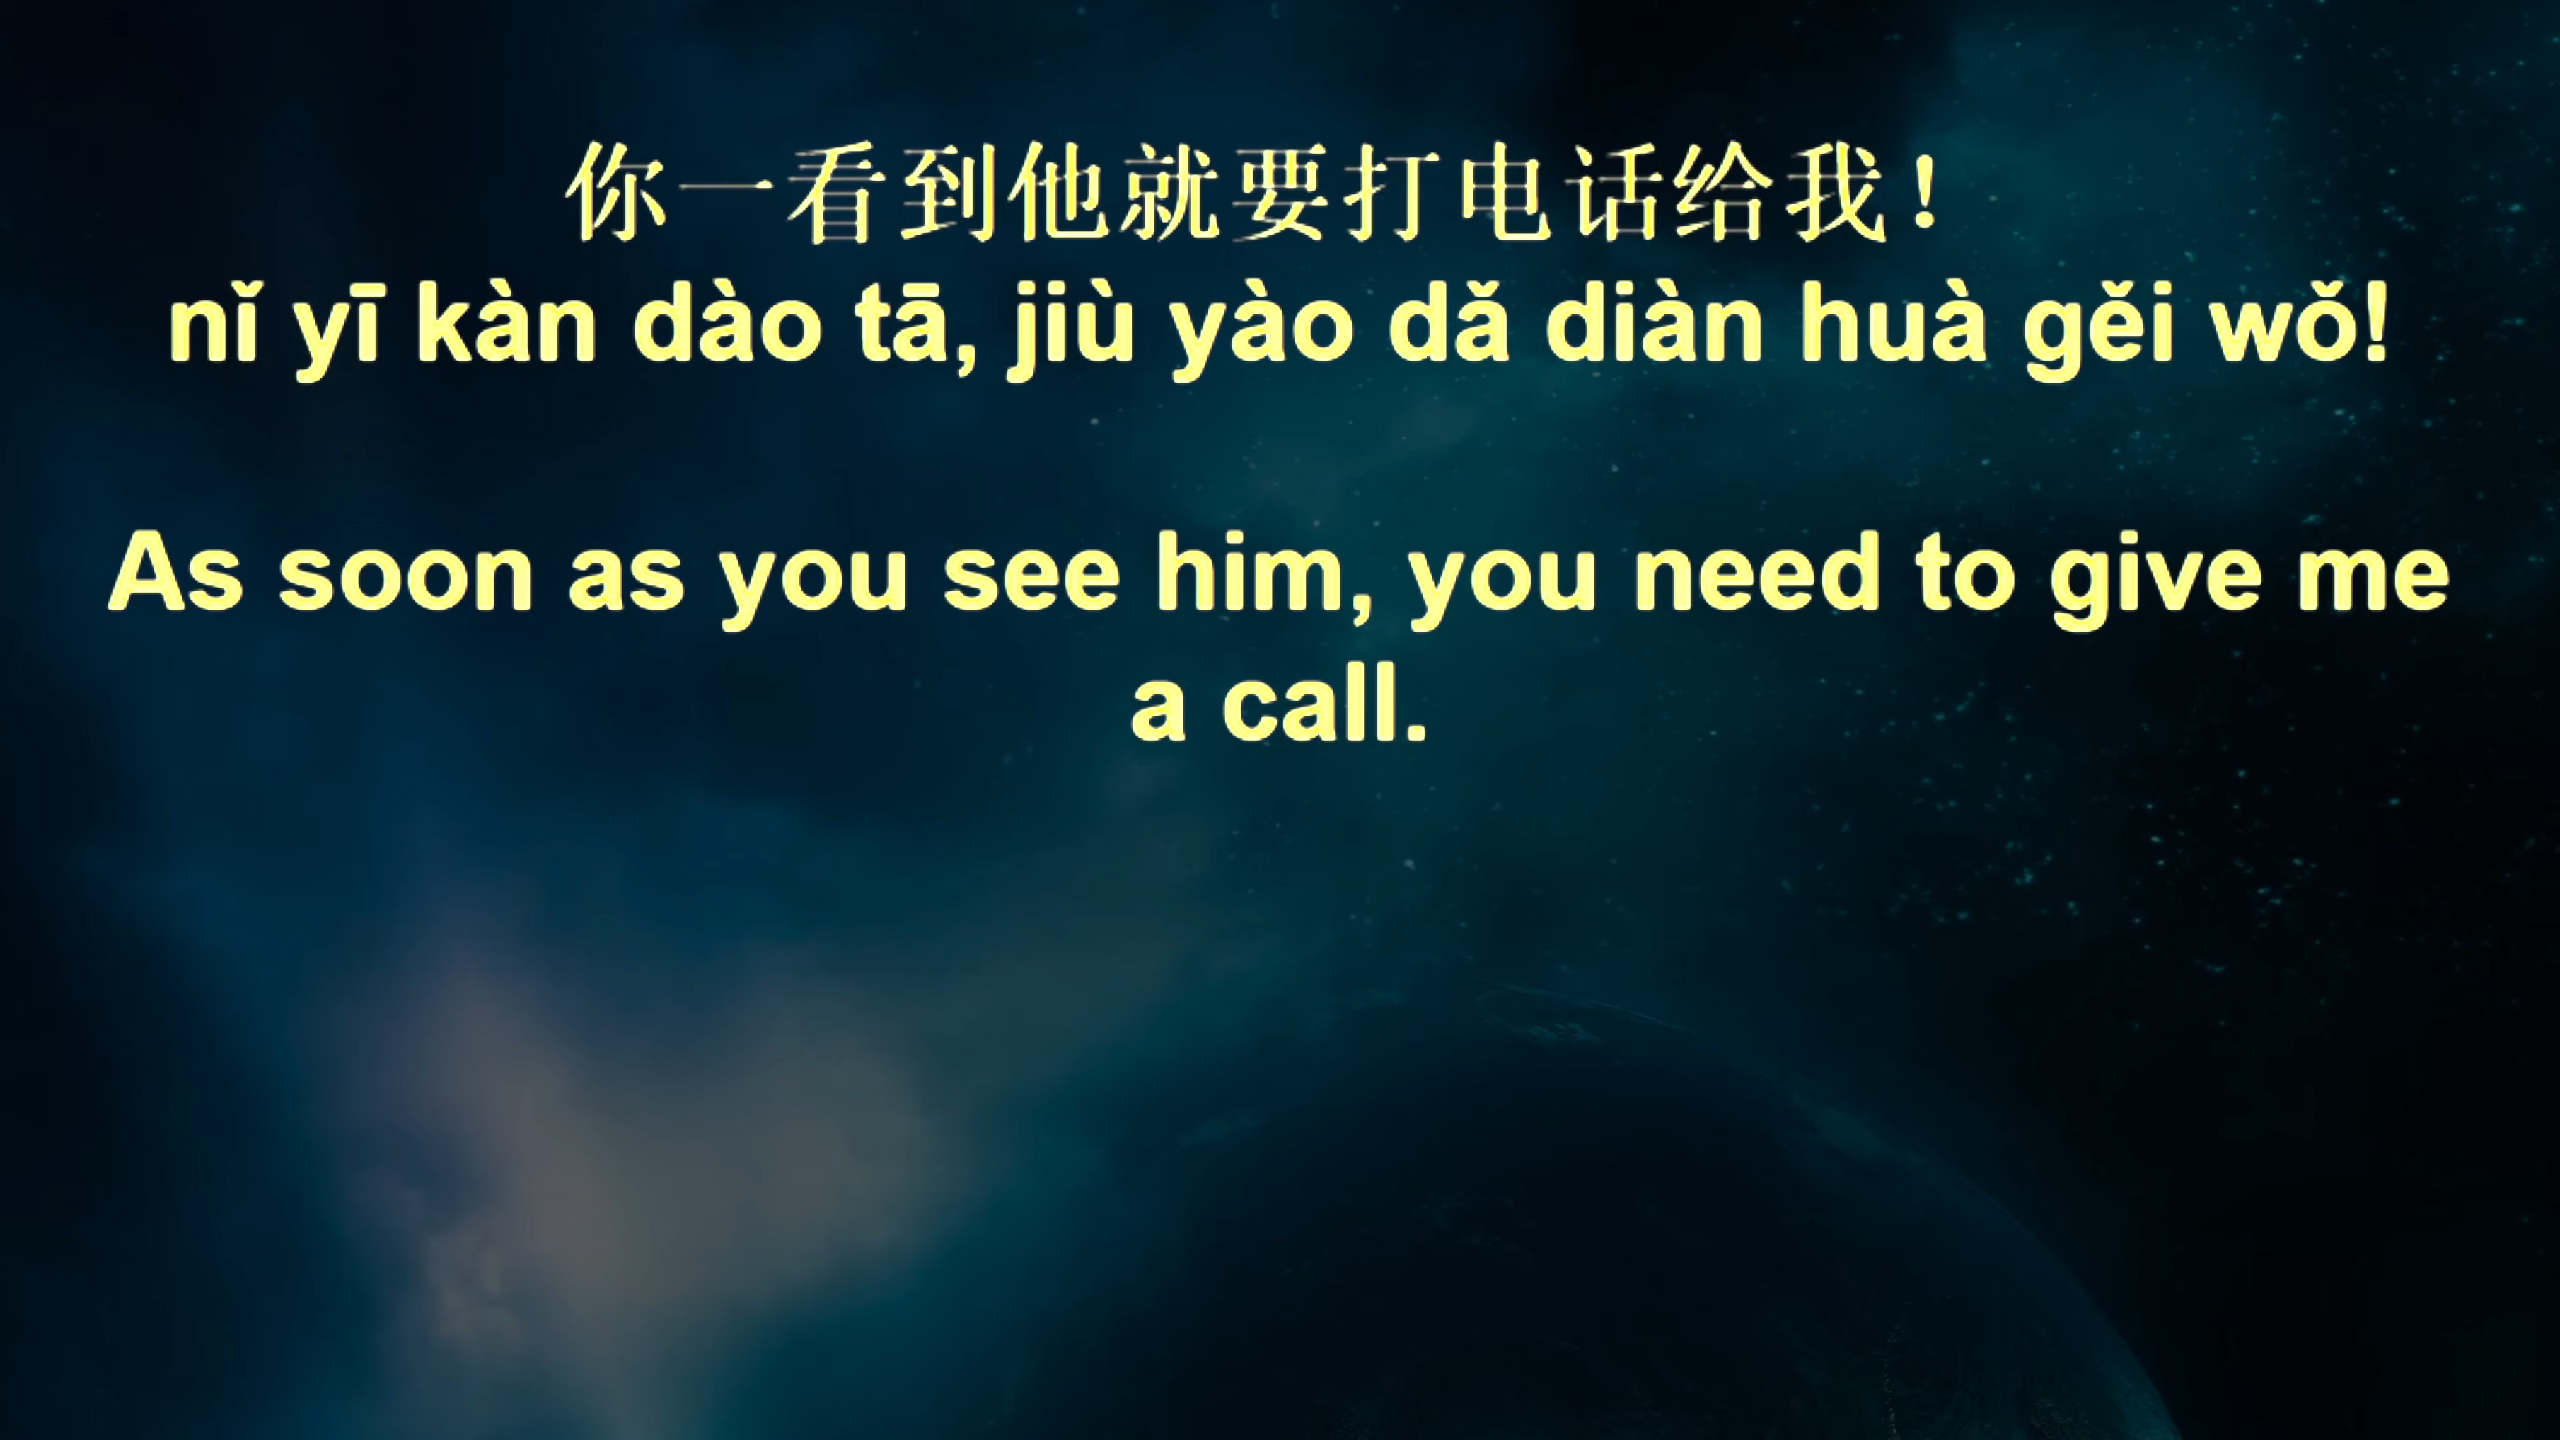 你一看到他就要打电话给我！
nǐ yī kàn dào tā, jiù yào dǎ diàn huà gěi wǒ!
As soon as you see him, you need to give me
a call.